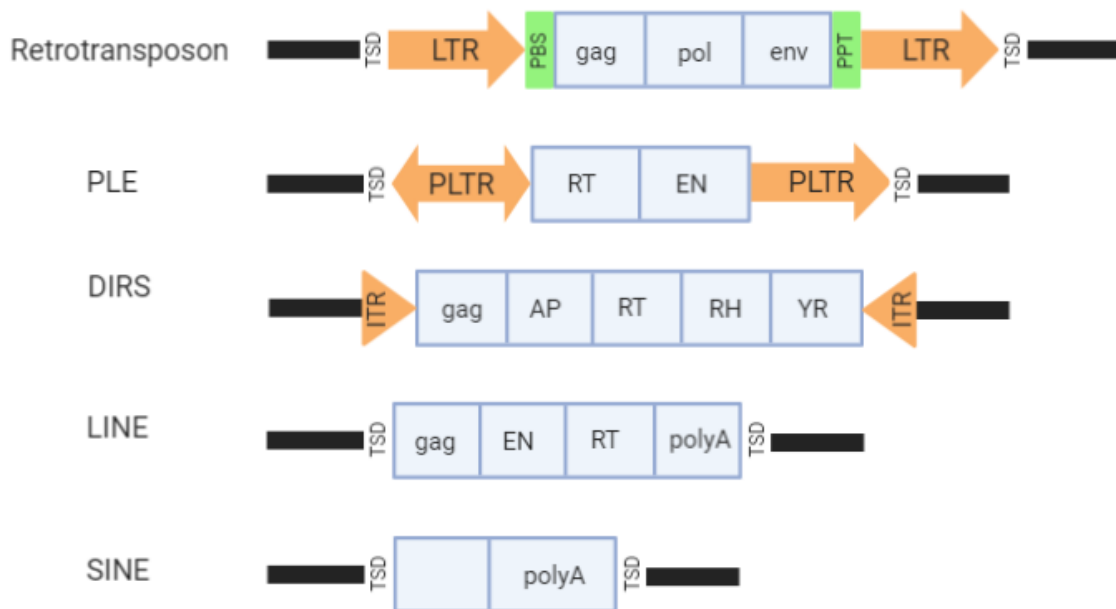 Retrotransposon TSD LTR PBS gag pol env PPT LTR TSD
PLE TSD PLTR RT EN PLTR TSD
DIRS ITR gag AP RT RH YR ITR
LINE TSD gag EN RT polyA TSD
SINE TSD polyA TSD